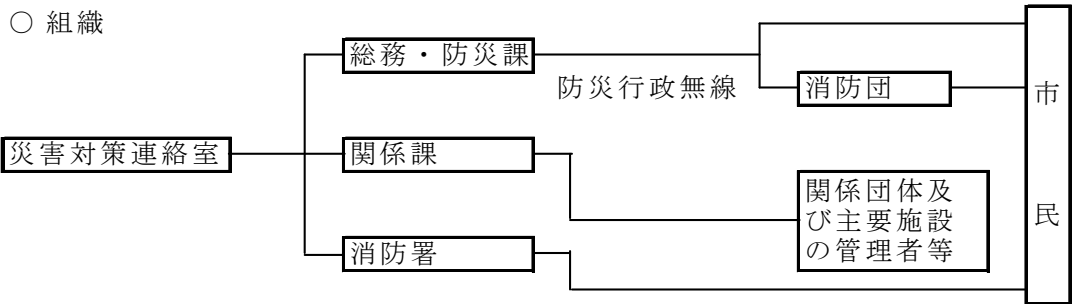 ○ 組織
総務・防災課
防災行政無線
消防団
災害対策連絡室
関係課
関係団体及
び主要施設
の管理者等
消防署
市
民